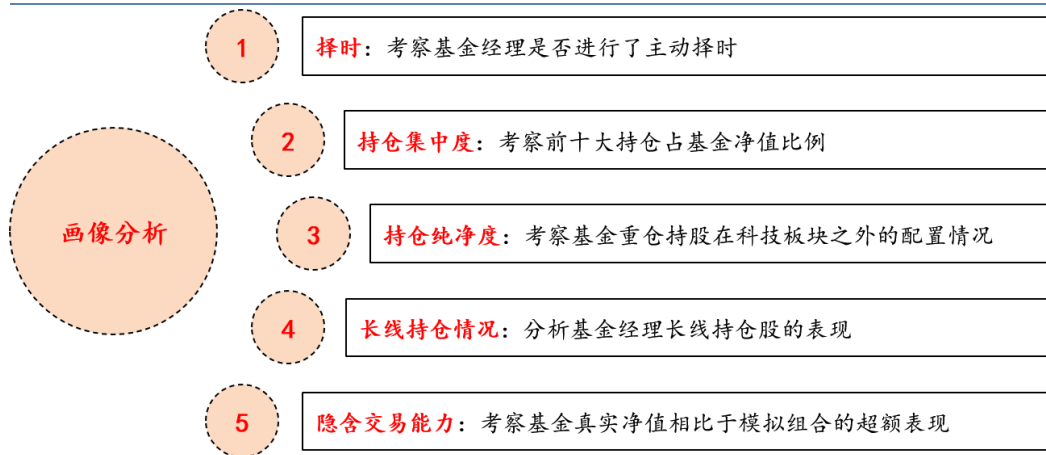 1
择时：考察基金经理是否进行了主动择时
2
持仓集中度：考察前十大持仓占基金净值比例
画像分析
3
持仓纯净度：考察基金重仓持股在科技板块之外的配置情况
4
长线持仓情况：分析基金经理长线持仓股的表现
5
隐含交易能力：考察基金真实净值相比于模拟组合的超额表现